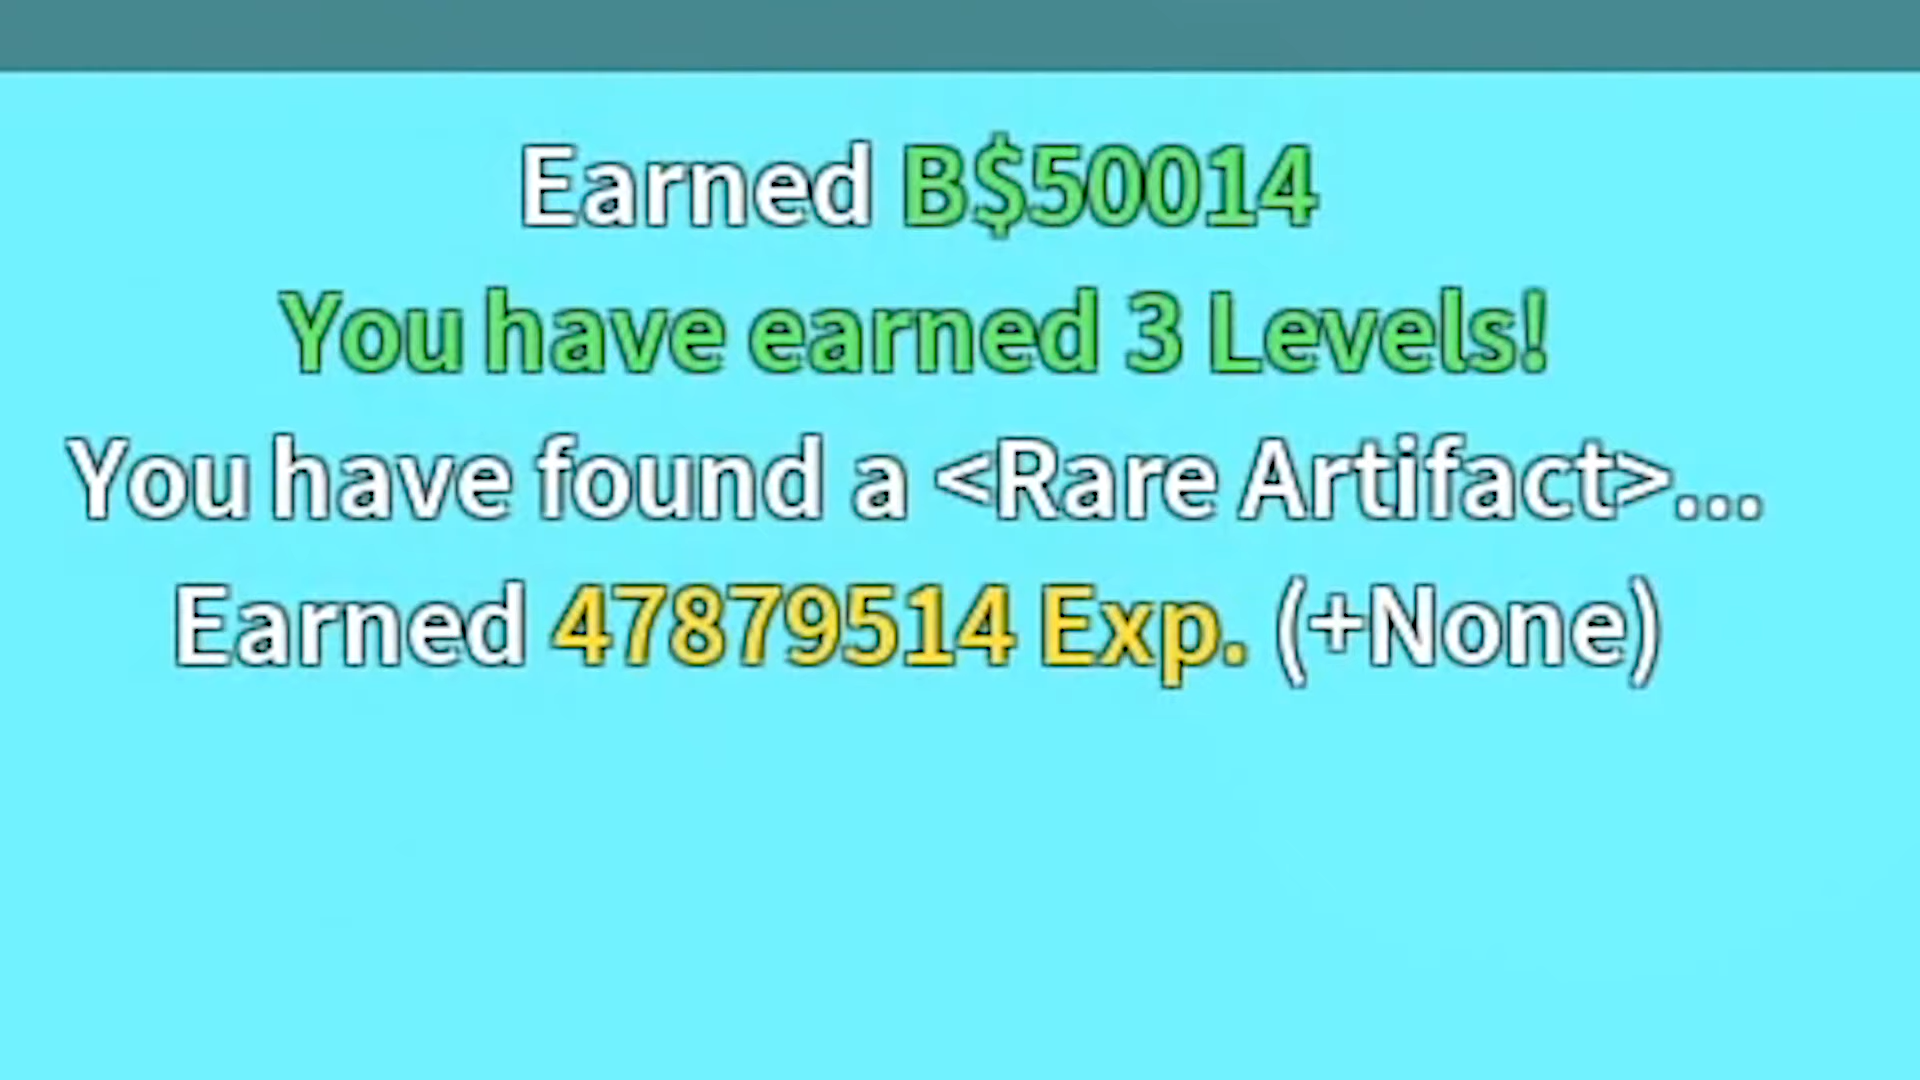 Earned B$50014
You have earned 3 Levels!
You have found a <Rare Artifact>...
Earned 47879514 Exp. (+None)